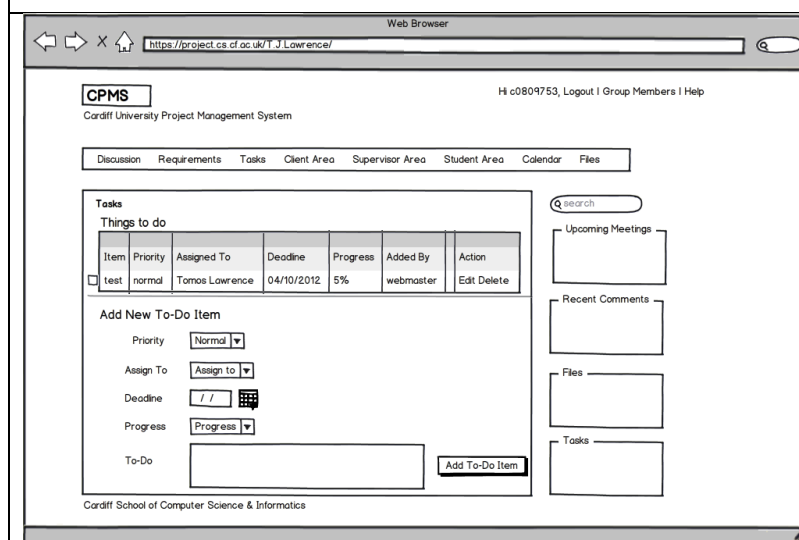 Web Browser
https://project.cs.cf.ac.uk/T.J.Lawrence/
CPMS
Hi c0809753, Logout | Group Members | Help
Cardiff University Project Management System
Discussion Requirements Tasks Client Area Supervisor Area Student Area Calendar Files
Tasks
Things to do
Item Priority Assigned To Deadline Progress Added By Action
test normal Tomos Lawrence 04/10/2012 5% webmaster Edit Delete
Add New To-Do Item
Priority Normal
Assign To Assign to
Deadline / /
Progress Progress
To-Do
Add To-Do Item
search
Upcoming Meetings
Recent Comments
Files
Tasks
Cardiff School of Computer Science & Informatics